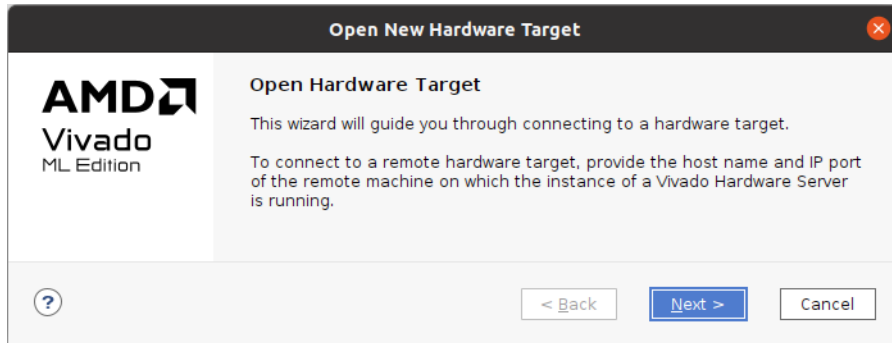 Open New Hardware Target
AMD
Vivado
ML Edition
Open Hardware Target
This wizard will guide you through connecting to a hardware target.
To connect to a remote hardware target, provide the host name and IP port
of the remote machine on which the instance of a Vivado Hardware Server
is running.
?
< Back
Next >
Cancel